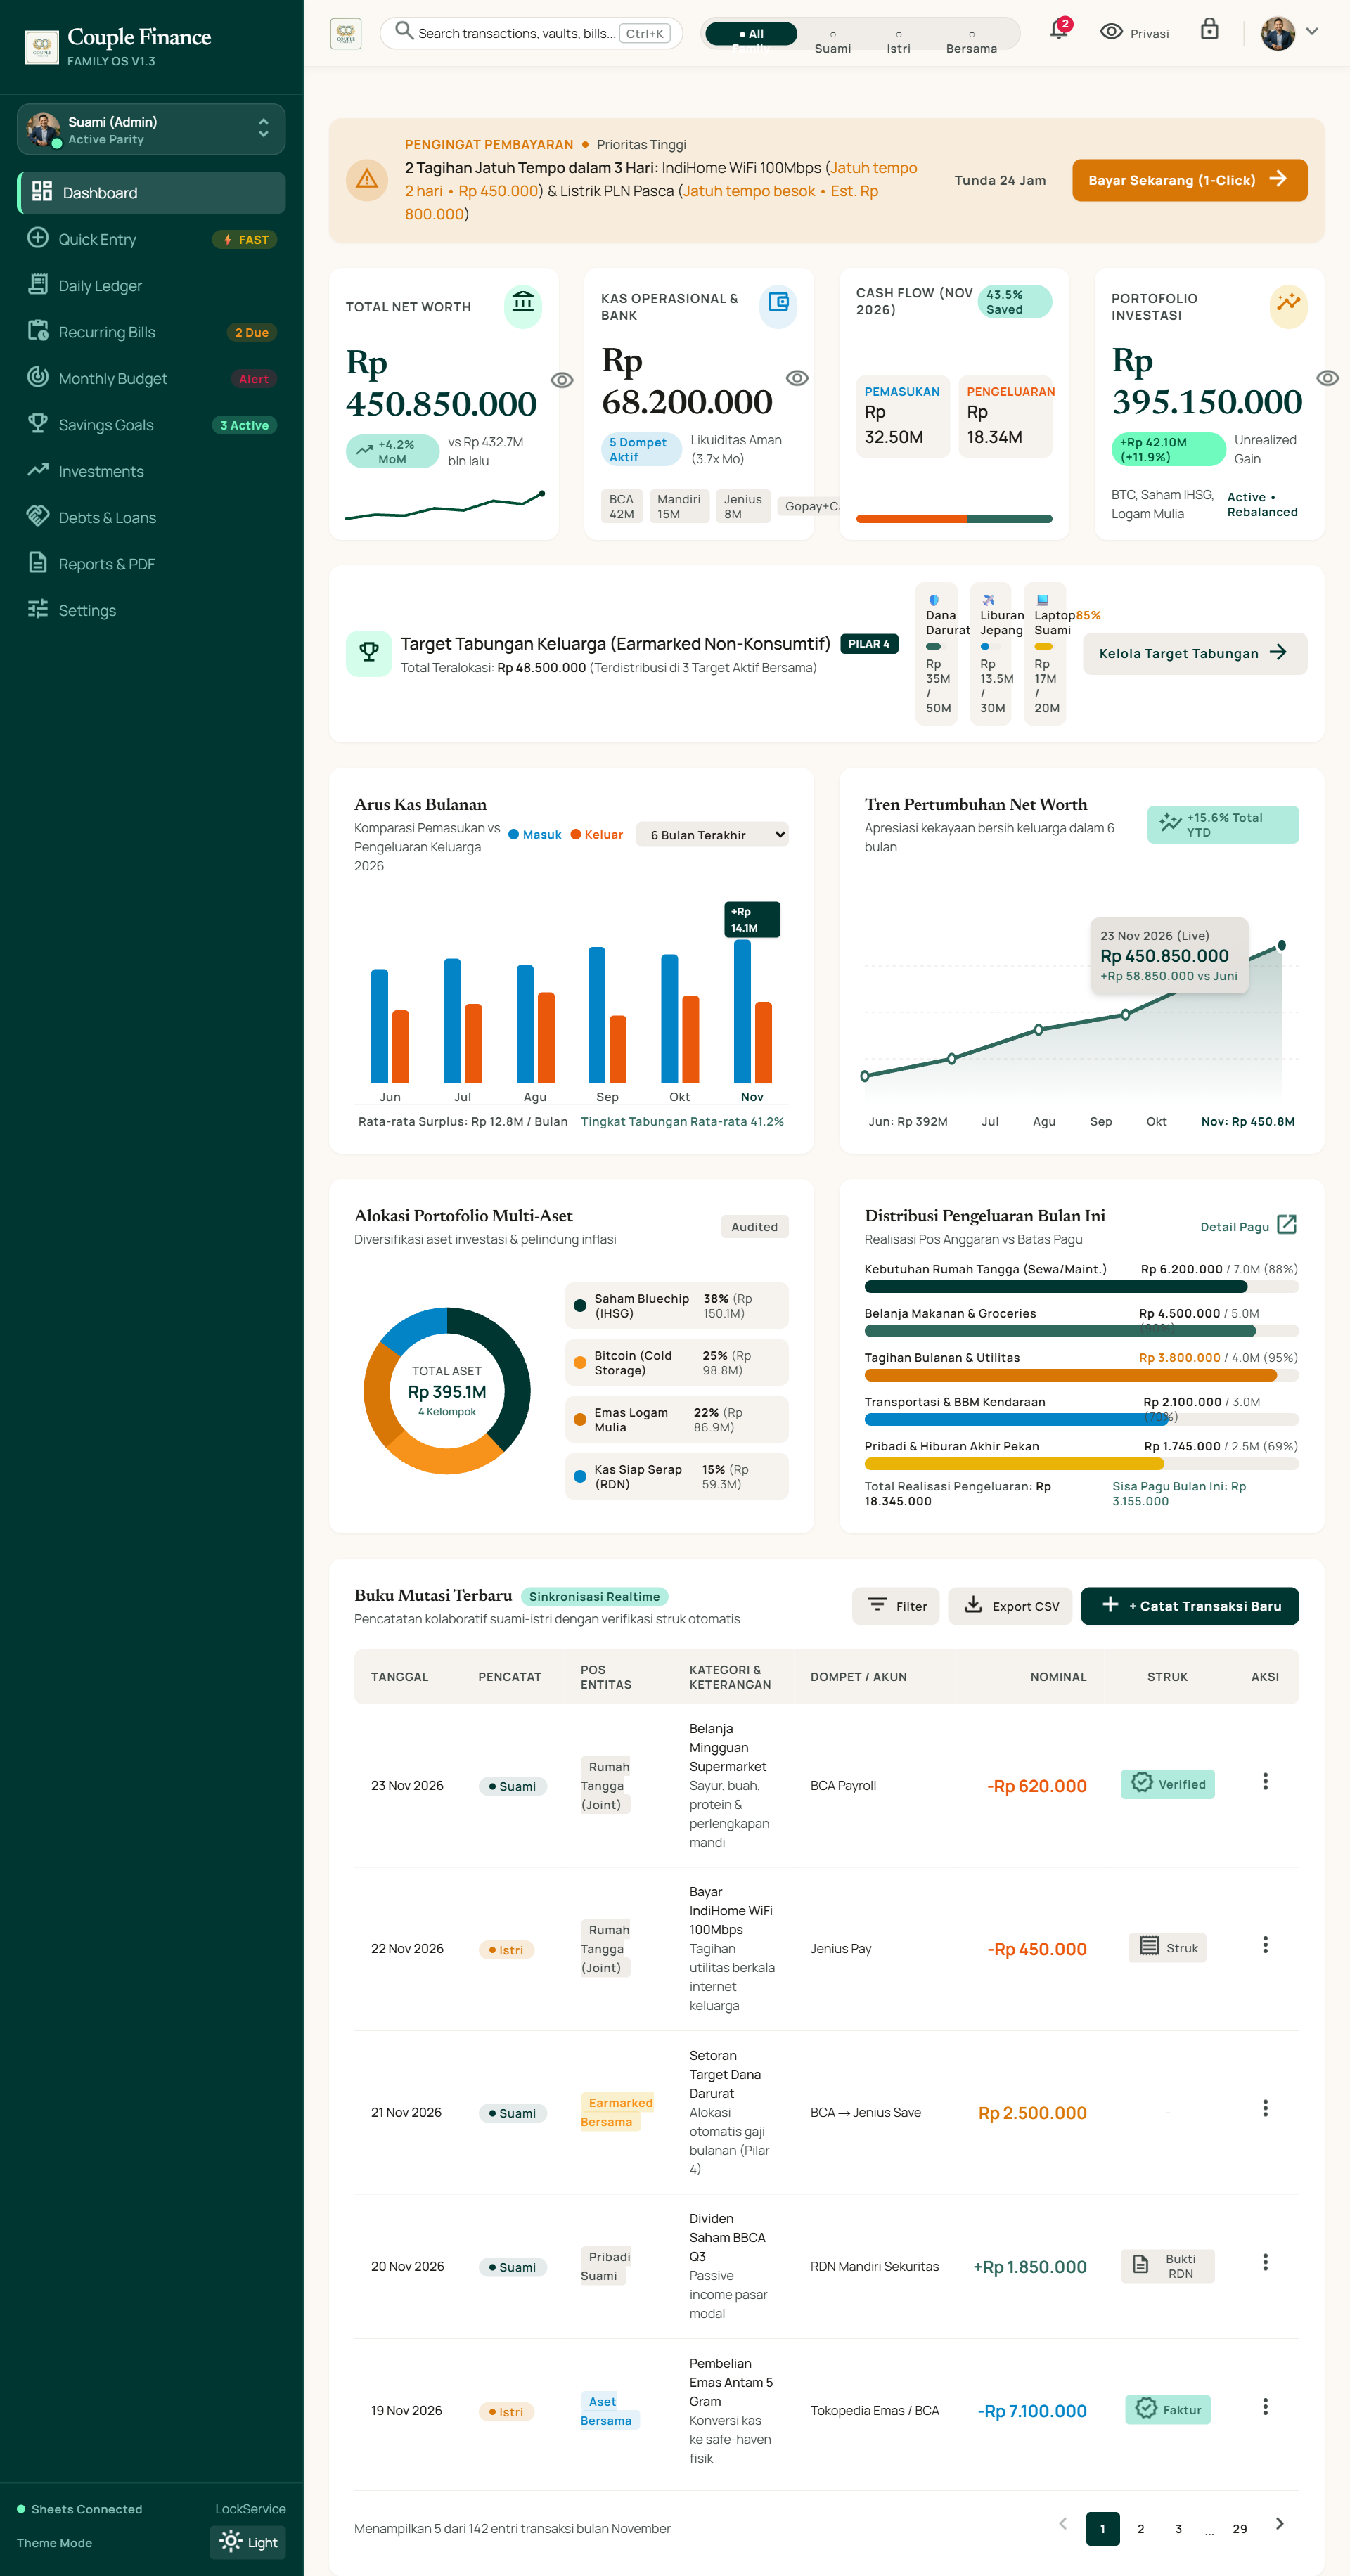 Couple Finance
FAMILY OS V1.3
Suami (Admin)
Active Parity
Dashboard
Quick Entry
FAST
Daily Ledger
Recurring Bills
2 Due
Monthly Budget
Alert
Savings Goals
3 Active
Investments
Debts & Loans
Reports & PDF
Settings
Sheets Connected
LockService
Theme Mode
Light
Search transactions, vaults, bills...
Ctrl+K
● All
○ Suami
○ Istri
○ Bersama
2
Privasi
PENGINGAT PEMBAYARAN ● Prioritas Tinggi
2 Tagihan Jatuh Tempo dalam 3 Hari: IndiHome WiFi 100Mbps (Jatuh tempo
2 hari • Rp 450.000) & Listrik PLN Pasca (Jatuh tempo besok • Est. Rp
800.000)
Tunda 24 Jam
Bayar Sekarang (1-Click)
TOTAL NET WORTH
Rp
450.850.000
+4.2%
MoM
vs Rp 432.7M
bln lalu
KAS OPERASIONAL &
BANK
Rp
68.200.000
5 Dompet
Aktif
Likuiditas Aman
(3.7x Mo)
BCA
42M
Mandiri
15M
Jenius
8M
Gopay+C
CASH FLOW (NOV
2026)
43.5%
Saved
PEMASUKAN
Rp
32.50M
PENGELUARAN
Rp
18.34M
PORTOFOLIO
INVESTASI
Rp
395.150.000
+Rp 42.10M
(+11.9%)
Unrealized
Gain
BTC, Saham IHSG,
Logam Mulia
Active •
Rebalanced
Target Tabungan Keluarga (Earmarked Non-Konsumtif)
PILAR 4
Total Teralokasi: Rp 48.500.000 (Terdistribusi di 3 Target Aktif Bersama)
Dana
Darurat
Rp
35M
/
50M
Liburan
Jepang
Rp
13.5M
/
30M
Laptop
Suami
85%
Rp
17M
/
20M
Kelola Target Tabungan
Arus Kas Bulanan
Komparasi Pemasukan vs
Pengeluaran Keluarga
2026
Masuk
Keluar
6 Bulan Terakhir
+Rp
14.1M
Jun
Jul
Agu
Sep
Okt
Nov
Rata-rata Surplus: Rp 12.8M / Bulan
Tingkat Tabungan Rata-rata 41.2%
Tren Pertumbuhan Net Worth
Apresiasi kekayaan bersih keluarga dalam 6
bulan
+15.6% Total
YTD
23 Nov 2026 (Live)
Rp 450.850.000
+Rp 58.850.000 vs Juni
Jun: Rp 392M
Jul
Agu
Sep
Okt
Nov: Rp 450.8M
Alokasi Portofolio Multi-Aset
Diversifikasi aset investasi & pelindung inflasi
Audited
TOTAL ASET
Rp 395.1M
4 Kelompok
Saham Bluechip
(IHSG)
38% (Rp
150.1M)
Bitcoin (Cold
Storage)
25% (Rp
98.8M)
Emas Logam
Mulia
22% (Rp
86.9M)
Kas Siap Serap
(RDN)
15% (Rp
59.3M)
Distribusi Pengeluaran Bulan Ini
Realisasi Pos Anggaran vs Batas Pagu
Detail Pagu
Kebutuhan Rumah Tangga (Sewa/Maint.)
Rp 6.200.000 / 7.0M (88%)
Belanja Makanan & Groceries
Rp 4.500.000 / 5.0M
(90%)
Tagihan Bulanan & Utilitas
Rp 3.800.000 / 4.0M (95%)
Transportasi & BBM Kendaraan
Rp 2.100.000 / 3.0M
(70%)
Pribadi & Hiburan Akhir Pekan
Rp 1.745.000 / 2.5M (69%)
Total Realisasi Pengeluaran: Rp
18.345.000
Sisa Pagu Bulan Ini: Rp
3.155.000
Buku Mutasi Terbaru
Sinkronisasi Realtime
Pencatatan kolaboratif suami-istri dengan verifikasi struk otomatis
Filter
Export CSV
+ Catat Transaksi Baru
TANGGAL
PENCATAT
POS
ENTITAS
KATEGORI &
KETERANGAN
DOMPET / AKUN
NOMINAL
STRUK
AKSI
23 Nov 2026
Suami
Rumah
Tangga
(Joint)
Belanja
Mingguan
Supermarket
Sayur, buah,
protein &
perlengkapan
mandi
BCA Payroll
-Rp 620.000
Verified
22 Nov 2026
Istri
Rumah
Tangga
(Joint)
Bayar
IndiHome WiFi
100Mbps
Tagihan
utilitas berkala
internet
keluarga
Jenius Pay
-Rp 450.000
Struk
21 Nov 2026
Suami
Earmarked
Bersama
Setoran
Target Dana
Darurat
Alokasi
otomatis gaji
bulanan (Pilar
4)
BCA → Jenius Save
Rp 2.500.000
-
20 Nov 2026
Suami
Pribadi
Suami
Dividen
Saham BBCA
Q3
Passive
income pasar
modal
RDN Mandiri Sekuritas
+Rp 1.850.000
Bukti
RDN
19 Nov 2026
Istri
Aset
Bersama
Pembelian
Emas Antam 5
Gram
Konversi kas
ke safe-haven
fisik
Tokopedia Emas / BCA
-Rp 7.100.000
Faktur
Menampilkan 5 dari 142 entri transaksi bulan November
1
2
3
...
29